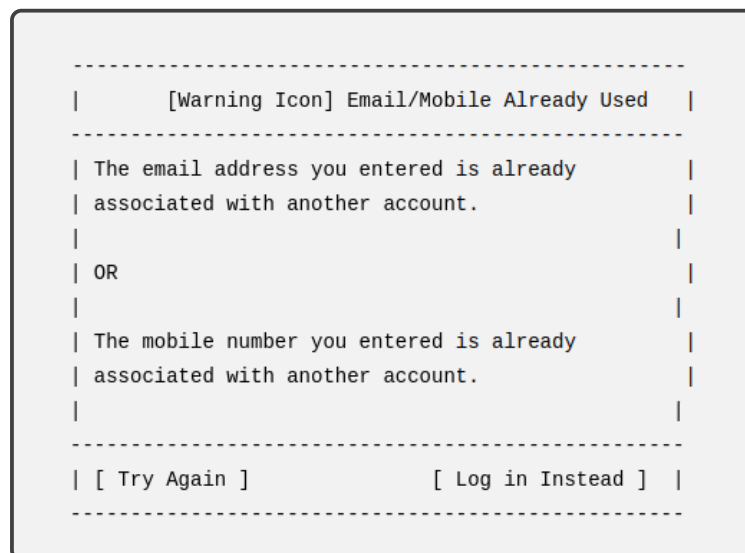 ---------------------------------------------------
|       [Warning Icon] Email/Mobile Already Used   |
---------------------------------------------------
| The email address you entered is already         |
| associated with another account.                 |
|                                                 |
| OR                                               |
|                                                 |
| The mobile number you entered is already         |
| associated with another account.                 |
|                                                 |
---------------------------------------------------
| [ Try Again ]               [ Log in Instead ]  |
---------------------------------------------------